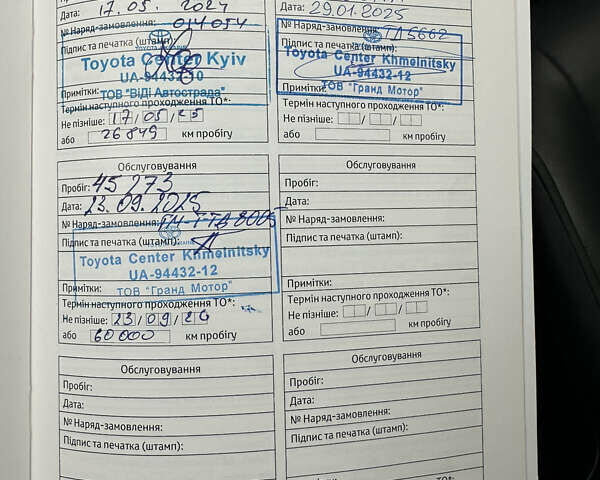 Дата: 17.05.2024
№ Наряд-замовлення: 014054
Підпис та печатка (штамп):
Toyota Center Kyiv
UA-94432-10
Примітки:
ТОВ "ВіДі Автострада"
Термін наступного проходження ТО*:
Не пізніше: 17/05/25
або 26849 км пробігу
Дата: 29.01.2025
№ Наряд-замовлення: ТЛ5662
Підпис та печатка (штамп):
Toyota Center Khmelnitsky
UA-94432-12
Примітки:
ТОВ "Гранд Мотор"
Термін наступного проходження ТО*:
Не пізніше: / /
або км пробігу
Обслуговування
Пробіг: 45273
Дата: 23.09.2025
№ Наряд-замовлення:
Підпис та печатка (штамп):
Toyota Center Khmelnitsky
UA-94432-12
Примітки:
ТОВ "Гранд Мотор"
Термін наступного проходження ТО*:
Не пізніше: 23/09/26
або 60000 км пробігу
Обслуговування
Пробіг:
Дата:
№ Наряд-замовлення:
Підпис та печатка (штамп):
Примітки:
Термін наступного проходження ТО*:
Не пізніше: / /
або км пробігу
Обслуговування
Пробіг:
Дата:
№ Наряд-замовлення:
Підпис та печатка (штамп):
Обслуговування
Пробіг:
Дата:
№ Наряд-замовлення:
Підпис та печатка (штамп):